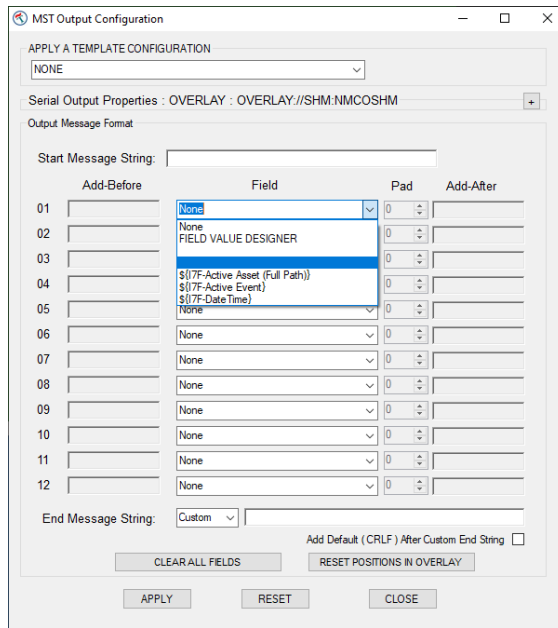 MST Output Configuration
APPLY A TEMPLATE CONFIGURATION
NONE
Serial Output Properties : OVERLAY : OVERLAY://SHM:NMCOSHM +
Output Message Format
Start Message String:
Add-Before Field Pad Add-After
01 None 0
02 None 0
FIELD VALUE DESIGNER
03 0
04 ${I7F-Active Asset (Full Path)} 0
${I7F-Active Event}
${I7F-DateTime}
05 None 0
06 None 0
07 None 0
08 None 0
09 None 0
10 None 0
11 None 0
12 None 0
End Message String: Custom
Add Default ( CRLF ) After Custom End String
CLEAR ALL FIELDS RESET POSITIONS IN OVERLAY
APPLY RESET CLOSE